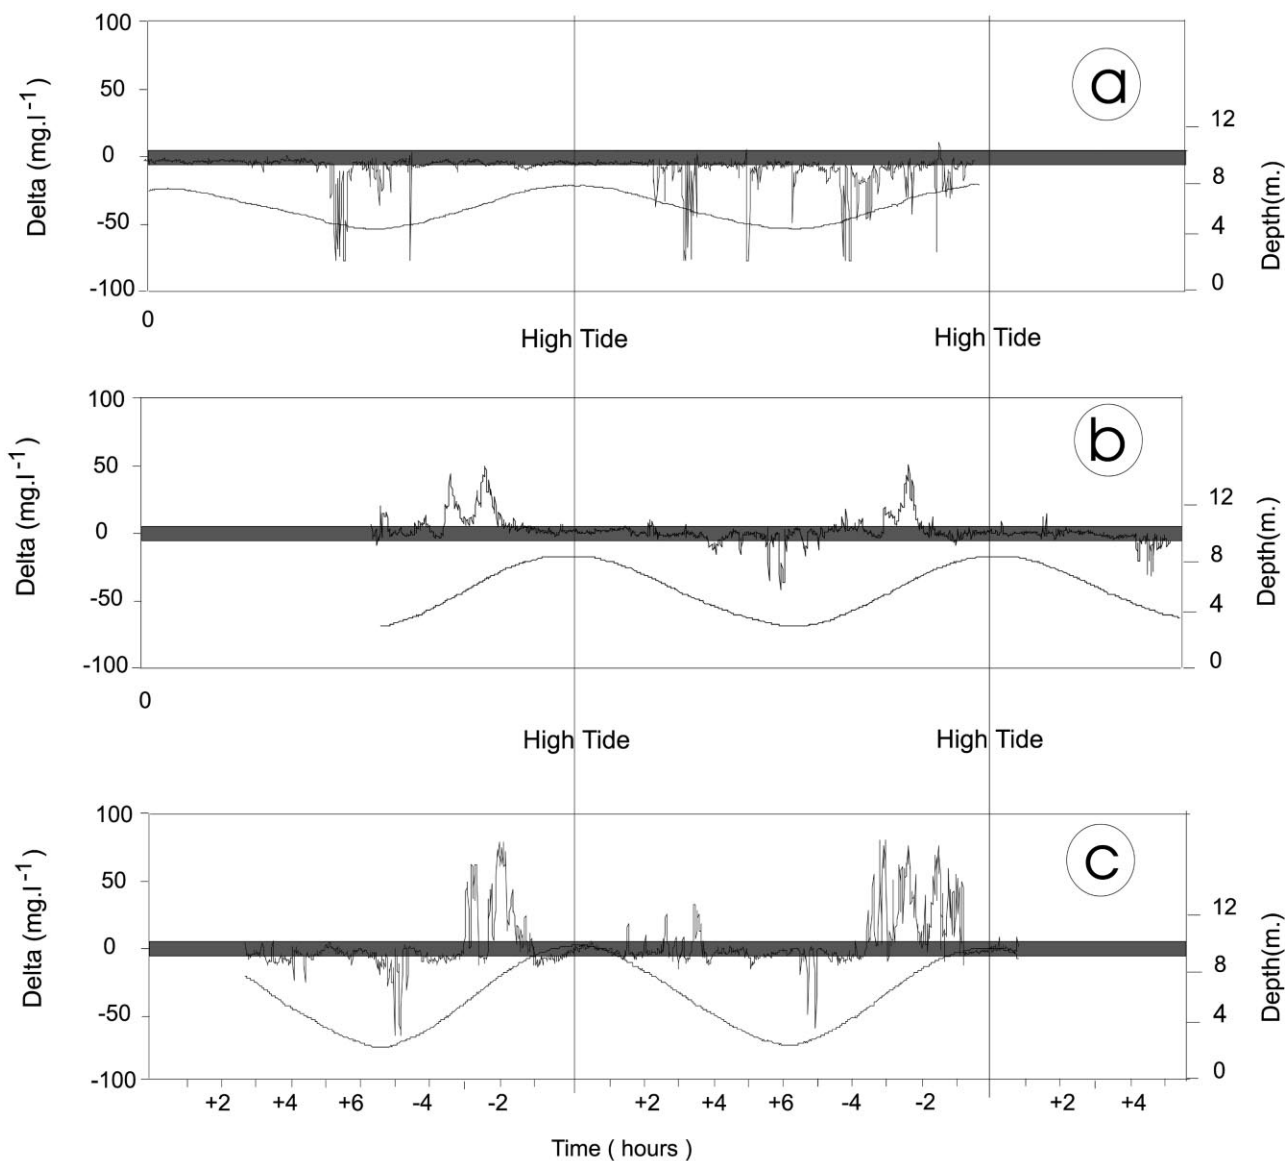 100
50
0
-50
-100
Delta (mg.l⁻¹)
a
12
8
4
0
Depth(m.)
0
High Tide
High Tide
100
50
0
-50
-100
Delta (mg.l⁻¹)
b
12
8
4
0
Depth(m.)
0
High Tide
High Tide
100
50
0
-50
-100
Delta (mg.l⁻¹)
c
12
8
4
0
Depth(m.)
+2 +4 +6 -4 -2 +2 +4 +6 -4 -2 +2 +4
Time ( hours )